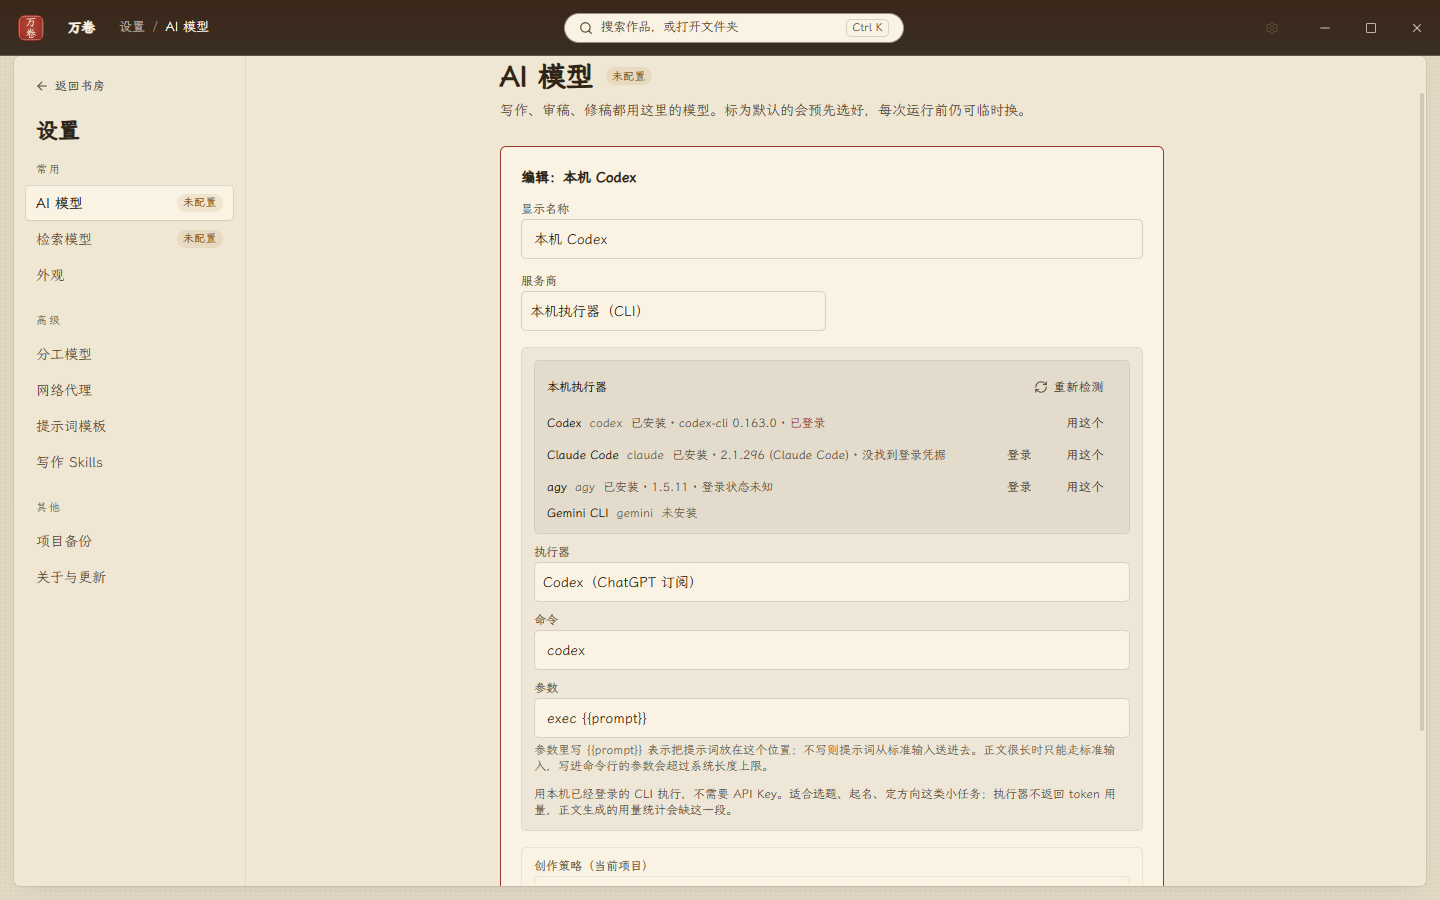 万卷
万卷
设置 / AI 模型
搜索作品，或打开文件夹
Ctrl K
返回书房
设置
常用
AI 模型
未配置
检索模型
未配置
外观
高级
分工模型
网络代理
提示词模板
写作 Skills
其他
项目备份
关于与更新
AI 模型
未配置
写作、审稿、修稿都用这里的模型。标为默认的会预先选好，每次运行前仍可临时换。
编辑：本机 Codex
显示名称
本机 Codex
服务商
本机执行器（CLI）
本机执行器
重新检测
Codex codex 已安装 · codex-cli 0.163.0 · 已登录
用这个
Claude Code claude 已安装 · 2.1.296 (Claude Code) · 没找到登录凭据
登录
用这个
agy agy 已安装 · 1.5.11 · 登录状态未知
登录
用这个
Gemini CLI gemini 未安装
执行器
Codex（ChatGPT 订阅）
命令
codex
参数
exec {{prompt}}
参数里写 {{prompt}} 表示把提示词放在这个位置；不写则提示词从标准输入送进去。正文很长时只能走标准输
入，写进命令行的参数会超过系统长度上限。
用本机已经登录的 CLI 执行，不需要 API Key。适合选题、起名、定方向这类小任务；执行器不返回 token 用
量，正文生成的用量统计会缺这一段。
创作策略（当前项目）